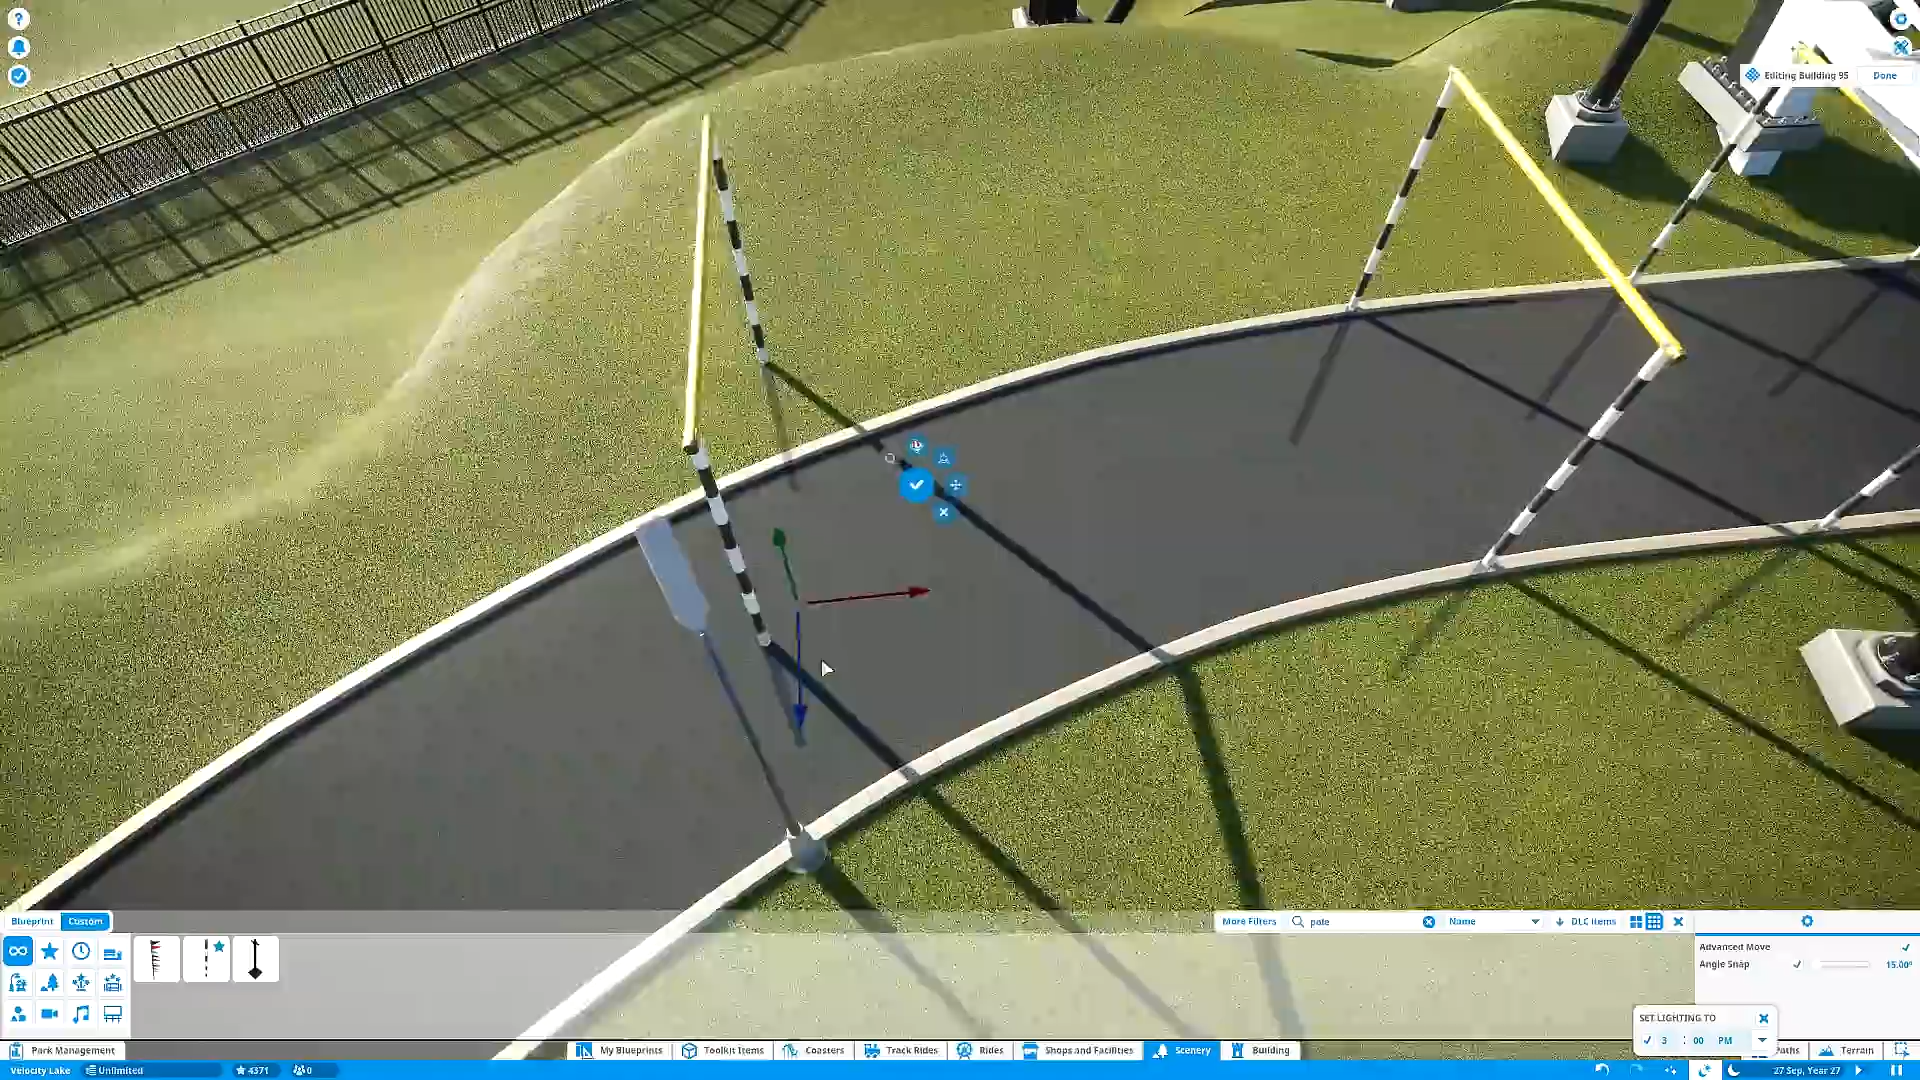 Editing Building 95
Done
Blueprint
Custom
More Filters
pole
Name
DLC Items
Advanced Move
Angle Snap
15.00°
SET LIGHTING TO
3 : 00 PM
Park Management
My Blueprints
Toolkit Items
Coasters
Track Rides
Rides
Shops and Facilities
Scenery
Building
Paths
Terrain
Velocity Lake
Unlimited
4371
0
27 Sep, Year 27